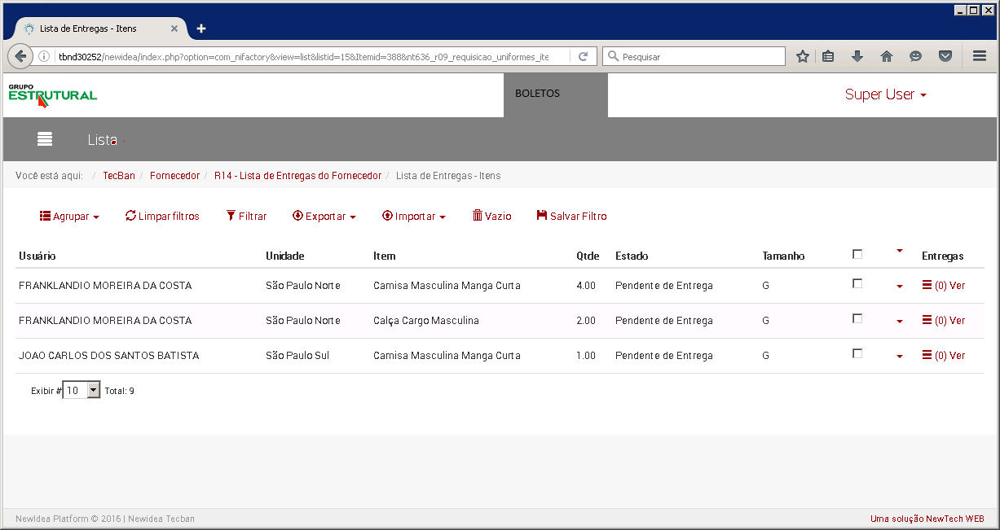 Lista de Entregas - Itens
tbnd30252/newidea/index.php?option=com_nifactory&view=list&listid=15&Itemid=388&nt636_r09_requisicao_uniformes_ite
Pesquisar
GRUPO
ESTRUTURAL
BOLETOS
Super User
Lista
Você está aqui: / TecBan / Fornecedor / R14 - Lista de Entregas do Fornecedor / Lista de Entregas - Itens
Agrupar Limpar filtros Filtrar Exportar Importar Vazio Salvar Filtro
Usuário Unidade Item Qtde Estado Tamanho Entregas
FRANKLANDIO MOREIRA DA COSTA São Paulo Norte Camisa Masculina Manga Curta 4.00 Pendente de Entrega G (0) Ver
FRANKLANDIO MOREIRA DA COSTA São Paulo Norte Calça Cargo Masculina 2.00 Pendente de Entrega G (0) Ver
JOAO CARLOS DOS SANTOS BATISTA São Paulo Sul Camisa Masculina Manga Curta 1.00 Pendente de Entrega G (0) Ver
Exibir # 10 Total: 9
NewIdea Platform © 2016 | Newidea Tecban
Uma solução NewTech WEB